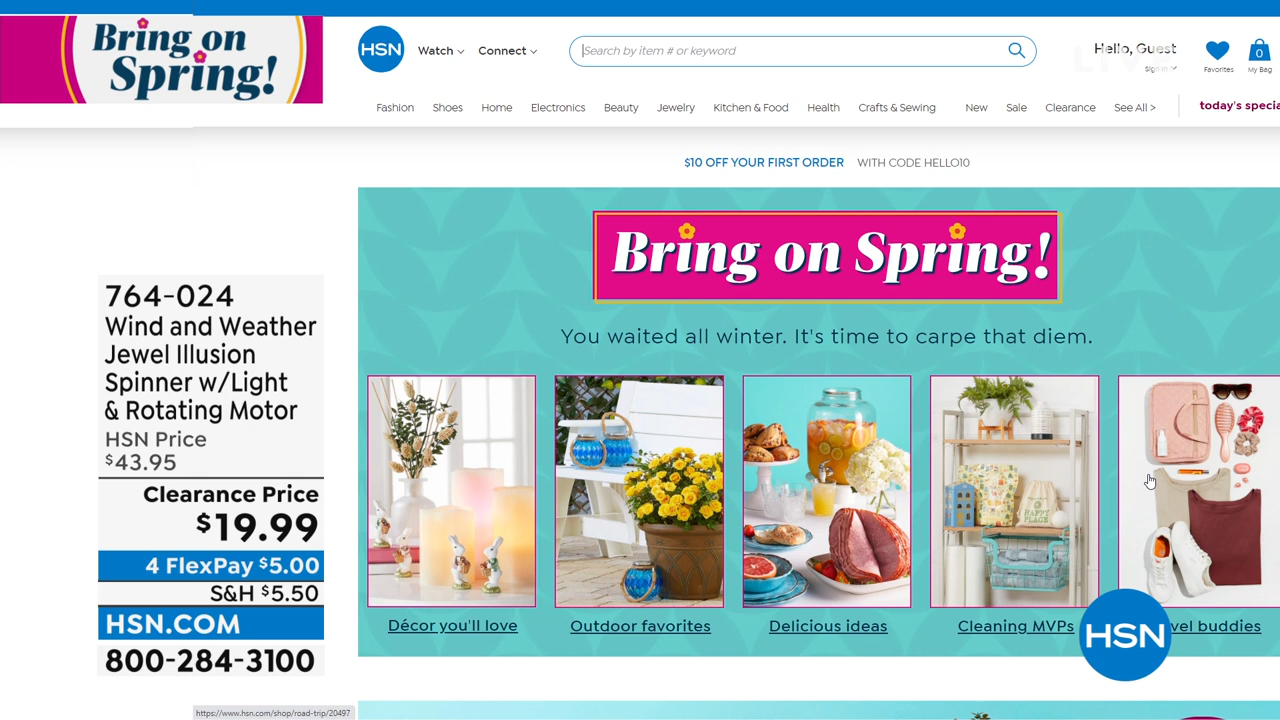 Bring on
Spring!
HSN
Watch
Connect
Search by item # or keyword
Hello, Guest
LIVE
Sign in
Favorites
0
My Bag
Fashion
Shoes
Home
Electronics
Beauty
Jewelry
Kitchen & Food
Health
Crafts & Sewing
New
Sale
Clearance
See All >
today's specia
$10 OFF YOUR FIRST ORDER WITH CODE HELLO10
Bring on Spring!
You waited all winter. It's time to carpe that diem.
764-024
Wind and Weather
Jewel Illusion
Spinner w/Light
& Rotating Motor
HSN Price
$43.95
Clearance Price
$19.99
4 FlexPay $5.00
S&H $5.50
HSN.COM
800-284-3100
HAPPY
PLACE
Décor you'll love
Outdoor favorites
Delicious ideas
Cleaning MVPs
vel buddies
HSN
https://www.hsn.com/shop/road-trip/20497